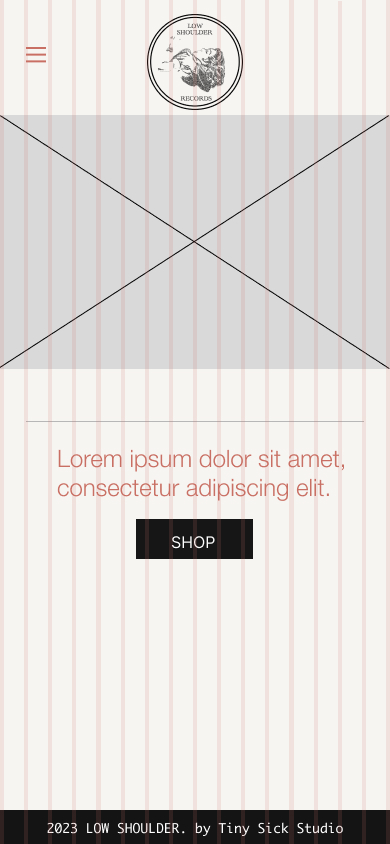 LOW
SHOULDER
RECORDS
Lorem ipsum dolor sit amet,
consectetur adipiscing elit.
SHOP
2023 LOW SHOULDER. by Tiny Sick Studio